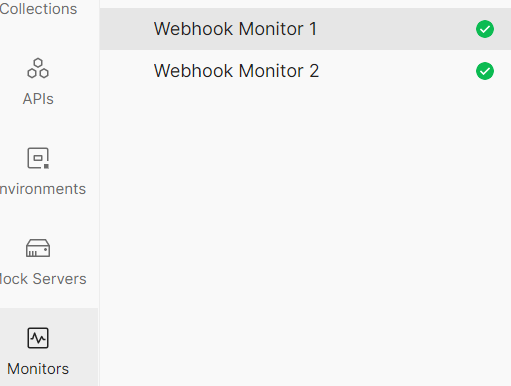 Collections
APIs
nvironments
lock Servers
Monitors
Webhook Monitor 1
Webhook Monitor 2